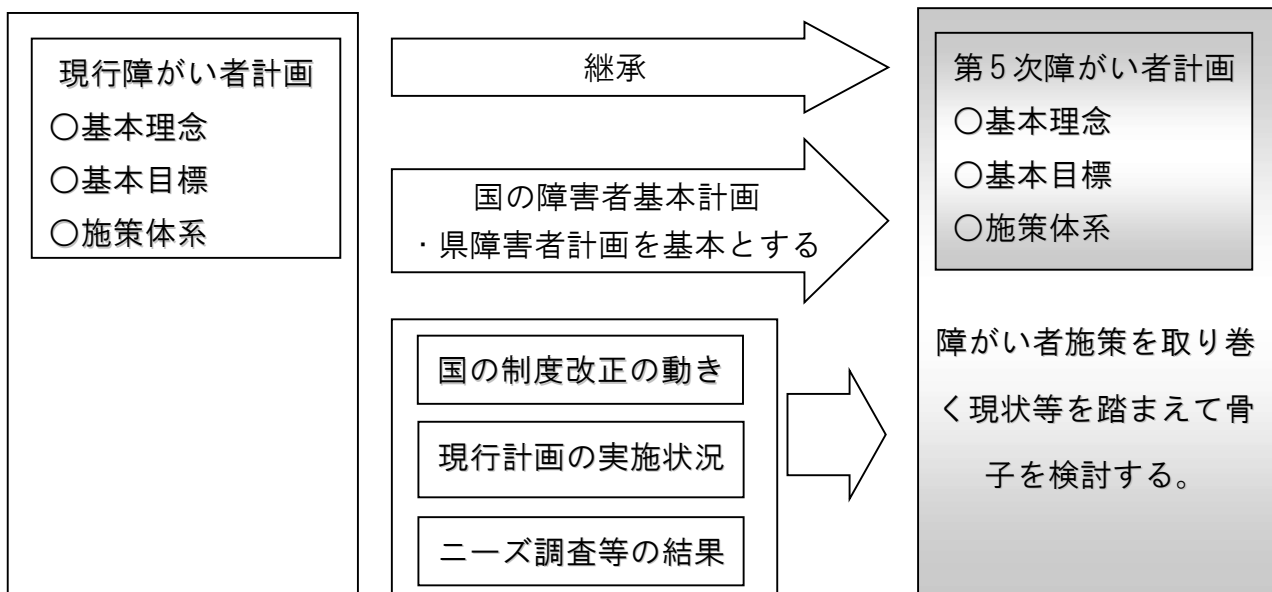 現行障がい者計画
〇基本理念
〇基本目標
〇施策体系
継承
国の障害者基本計画
・県障害者計画を基本とする
国の制度改正の動き
現行計画の実施状況
ニーズ調査等の結果
第5次障がい者計画
〇基本理念
〇基本目標
〇施策体系
障がい者施策を取り巻
く現状等を踏まえて骨
子を検討する。